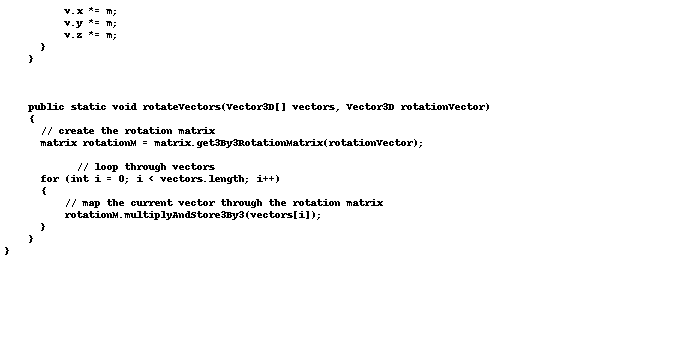 v.x *= m;
v.y *= m;
v.z *= m;
}
}
public static void rotateVectors(Vector3D[] vectors, Vector3D rotationVector)
{
// create the rotation matrix
matrix rotationM = matrix.get3By3RotationMatrix(rotationVector);
// loop through vectors
for (int i = 0; i < vectors.length; i++)
{
// map the current vector through the rotation matrix
rotationM.multiplyAndStore3By3(vectors[i]);
}
}
}